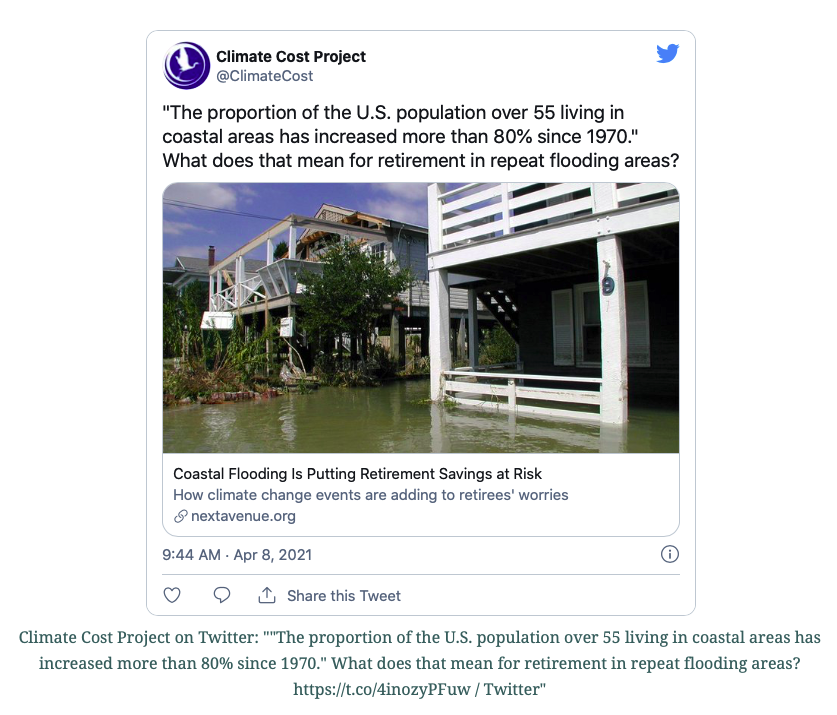 Climate Cost Project
@ClimateCost
"The proportion of the U.S. population over 55 living in
coastal areas has increased more than 80% since 1970."
What does that mean for retirement in repeat flooding areas?
9
Coastal Flooding Is Putting Retirement Savings at Risk
How climate change events are adding to retirees' worries
nextavenue.org
9:44 AM · Apr 8, 2021
Share this Tweet
Climate Cost Project on Twitter: ""The proportion of the U.S. population over 55 living in coastal areas has
increased more than 80% since 1970." What does that mean for retirement in repeat flooding areas?
https://t.co/4inozyPFuw / Twitter"